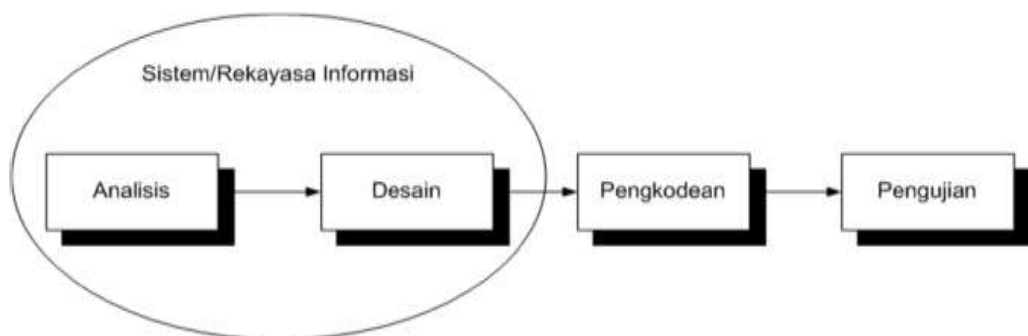 Sistem/Rekayasa Informasi
Analisis
Desain
Pengkodean
Pengujian